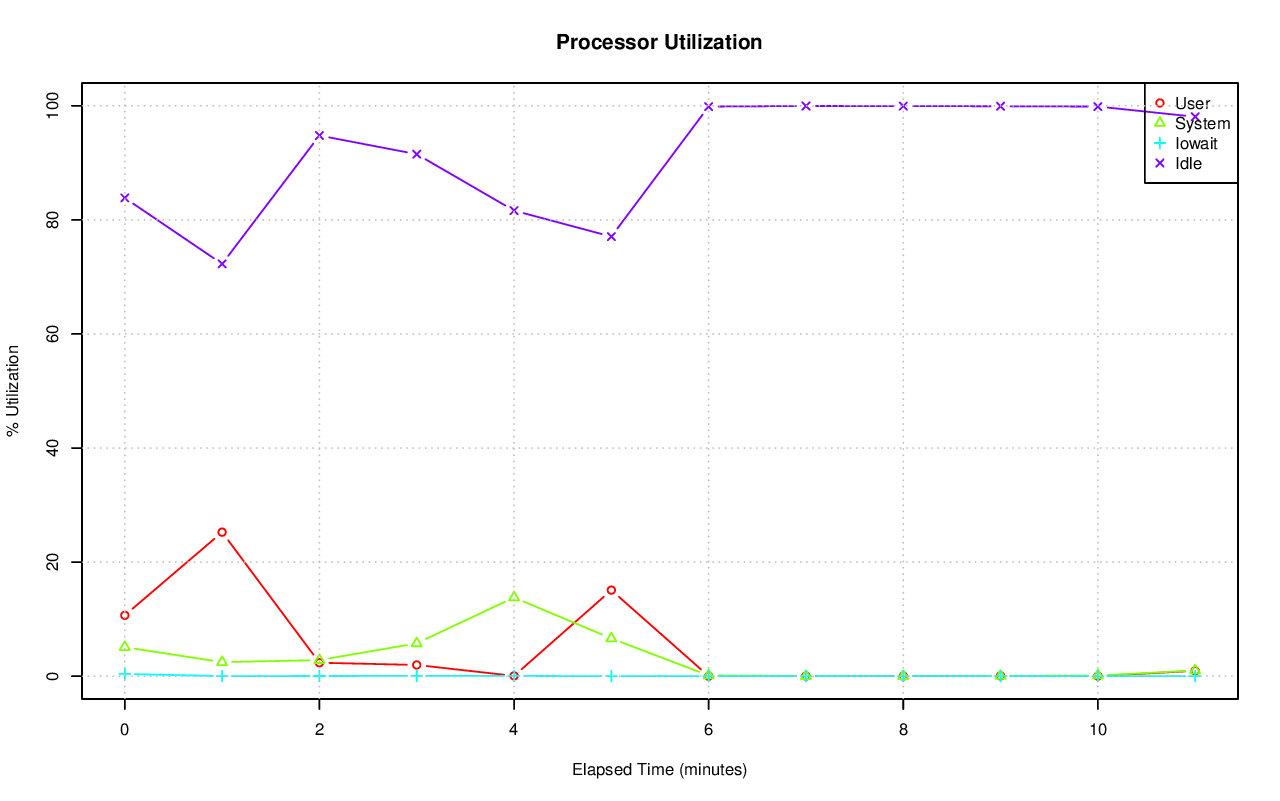 Processor Utilization
% Utilization
100
80
60
40
20
0
User
System
Iowait
Idle
0 2 4 6 8 10
Elapsed Time (minutes)